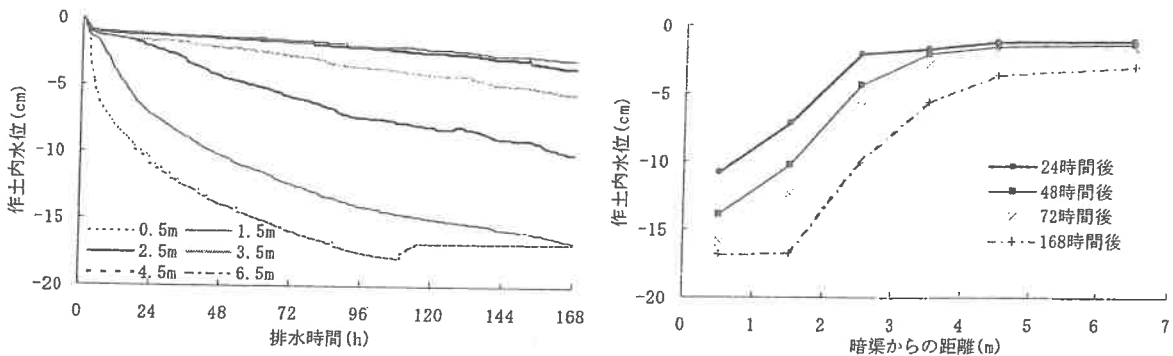 0
-5
-10
-15
-20
作土内水位(cm)
0.5m
1.5m
2.5m
3.5m
4.5m
6.5m
0 24 48 72 96 120 144 168
排水時間(h)
0
-5
-10
-15
-20
作土内水位(cm)
24時間後
48時間後
72時間後
168時間後
0 1 2 3 4 5 6 7
暗渠からの距離(m)